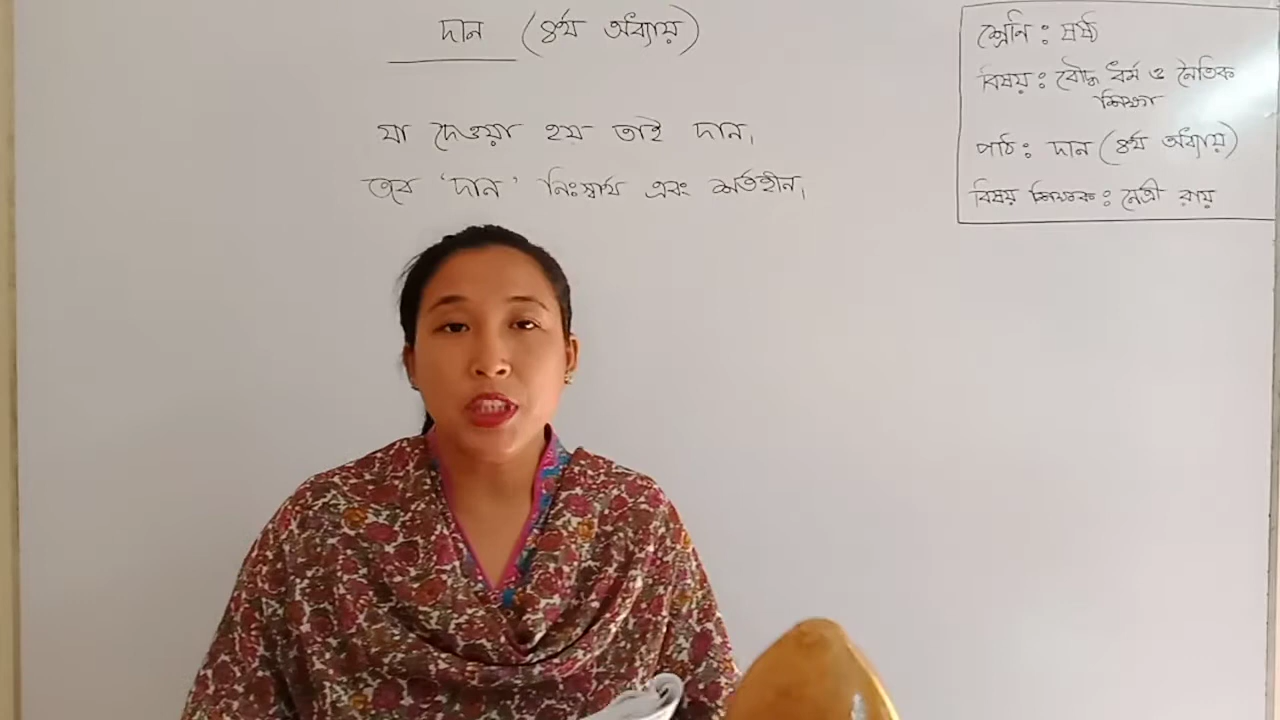 দান (৪র্থ অধ্যায়)
যা দেওয়া হয় তাই দান।
তবে 'দান' নিঃস্বার্থ এবং শর্তহীন।
শ্রেনি : ষষ্ঠ
বিষয় : বৌদ্ধ ধর্ম ও নৈতিক
শিক্ষা
পাঠ : দান (৪র্থ অধ্যায়)
বিষয় শিক্ষক : মৈত্রী রায়